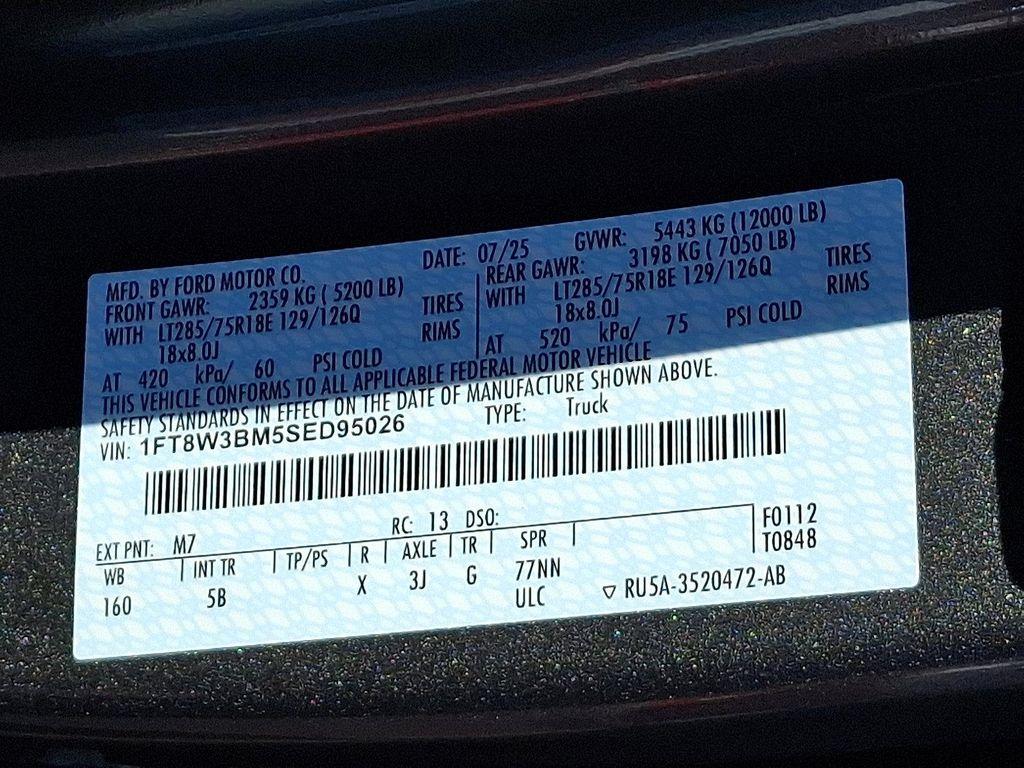 MFD. BY FORD MOTOR CO. DATE: 07/25 GVWR: 5443 KG (12000 LB)
FRONT GAWR: 2359 KG ( 5200 LB) REAR GAWR: 3198 KG ( 7050 LB)
WITH LT285/75R18E 129/126Q TIRES WITH LT285/75R18E 129/126Q TIRES
18x8.0J RIMS 18x8.0J RIMS
AT 420 kPa/ 60 PSI COLD AT 520 kPa/ 75 PSI COLD
THIS VEHICLE CONFORMS TO ALL APPLICABLE FEDERAL MOTOR VEHICLE
SAFETY STANDARDS IN EFFECT ON THE DATE OF MANUFACTURE SHOWN ABOVE.
VIN: 1FT8W3BM5SED95026 TYPE: Truck
EXT PNT: M7 RC: 13 DSO: F0112
T0848
WB INT TR TP/PS R AXLE TR SPR
160 5B X 3J G 77NN
ULC ▽ RU5A-3520472-AB